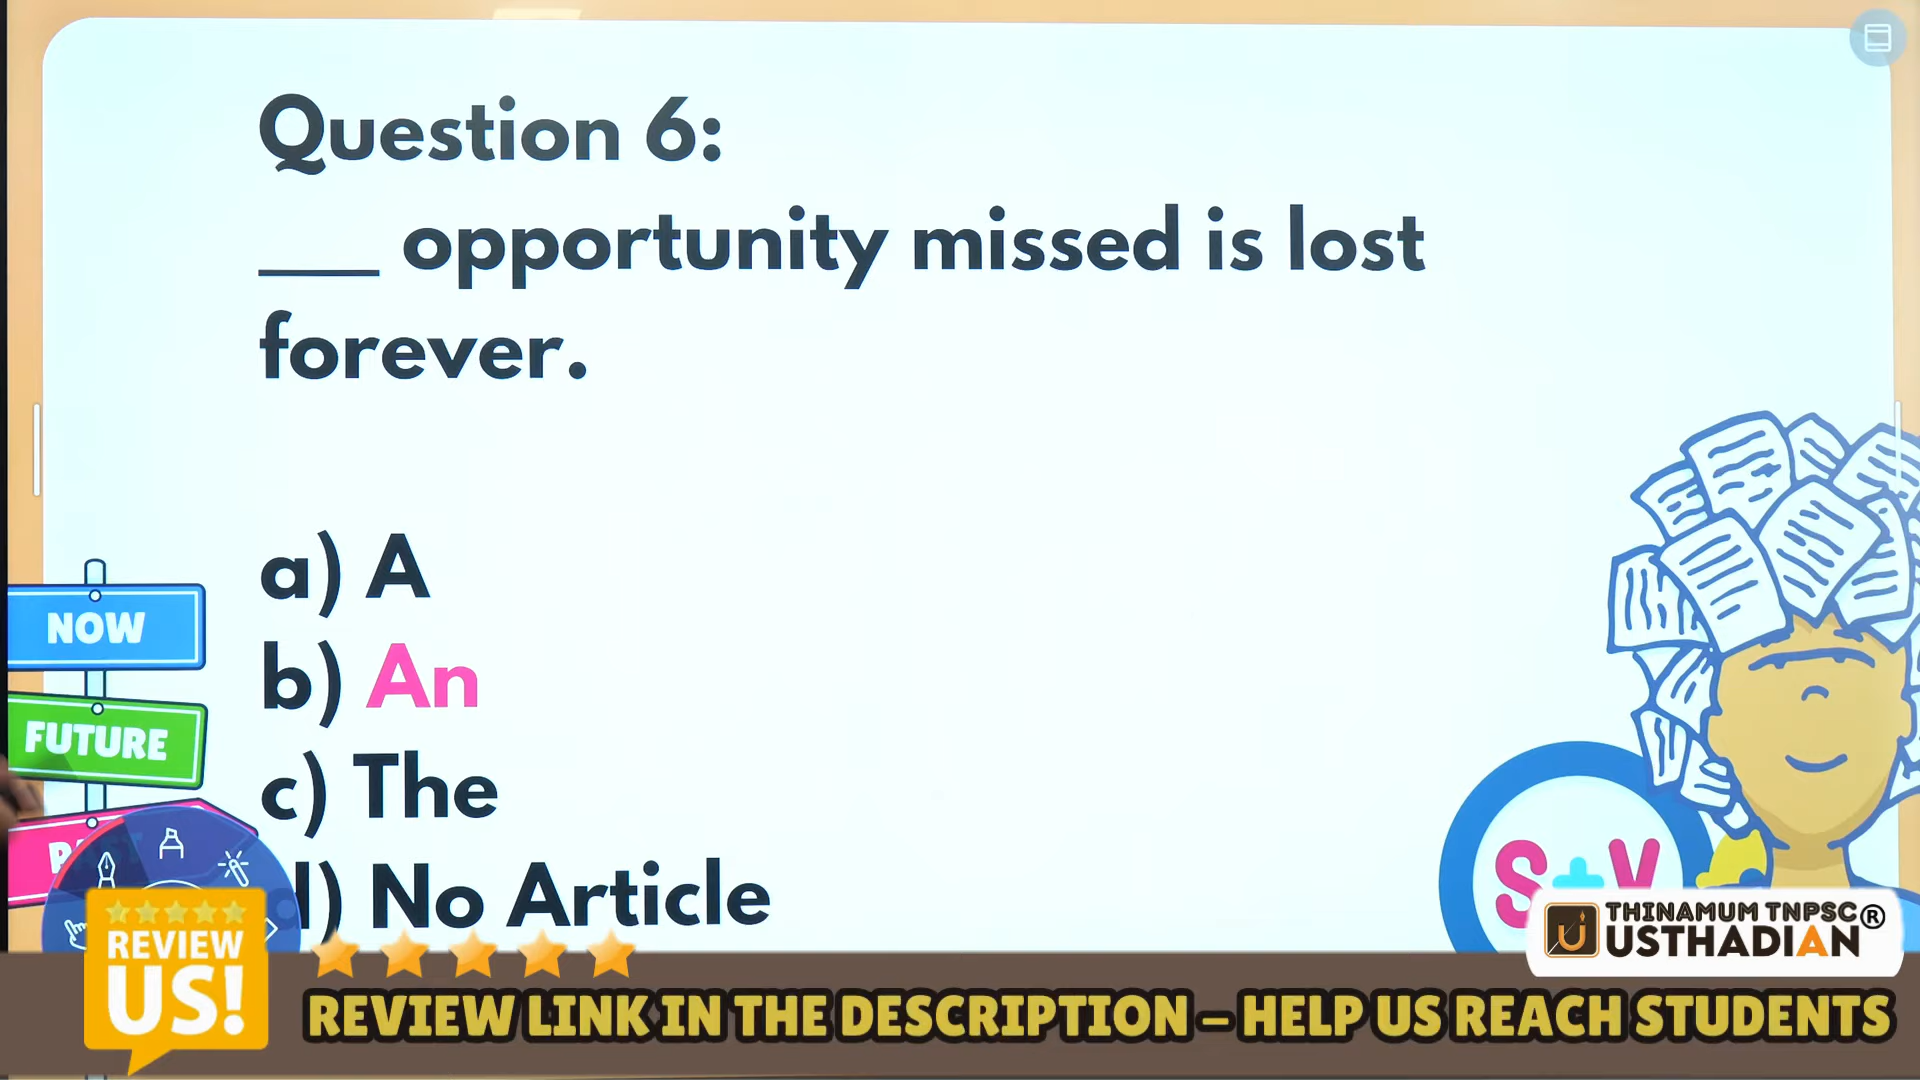 Question 6:
___ opportunity missed is lost
forever.
a) A
b) An
c) The
d) No Article
NOW
FUTURE
S+V
REVIEW
US!
THINAMUM TNPSC®
USTHADIAN
REVIEW LINK IN THE DESCRIPTION – HELP US REACH STUDENTS